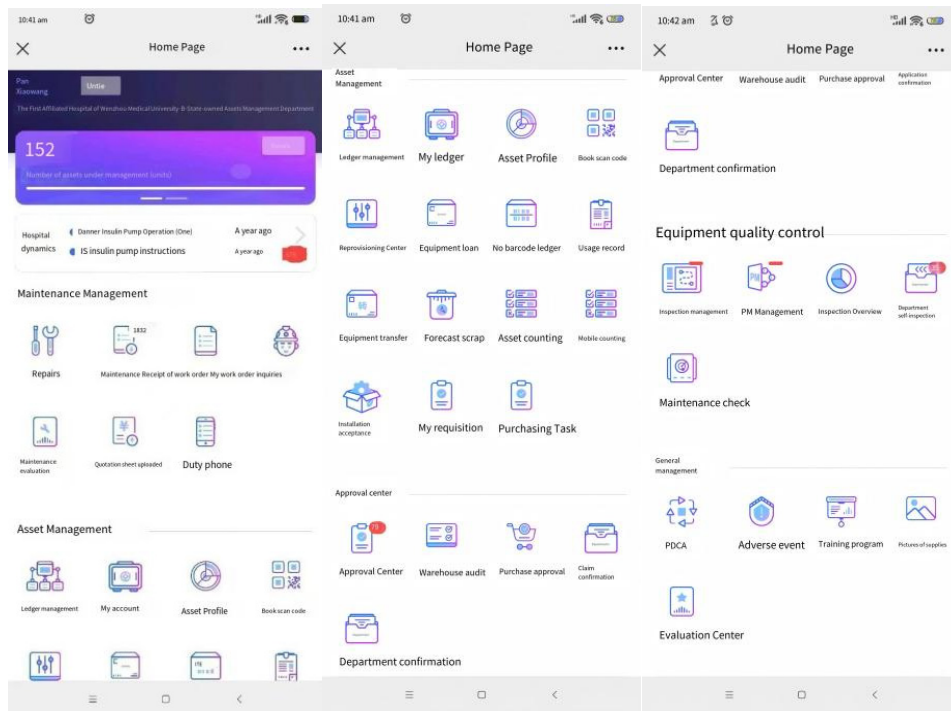 10:41 am
Home Page
Pan
Xiaowang
Untie
The First Affiliated Hospital of Wenzhou Medical University-B-State-owned Assets Management Department
152
Number of assets under management (units)
Hospital
dynamics
Danner Insulin Pump Operation (One)
A year ago
IS insulin pump instructions
A year ago
Maintenance Management
1832
Repairs
Maintenance Receipt of work order My work order inquiries
Maintenance
evaluation
Quotation sheet uploaded
Duty phone
Asset Management
Ledger management
My account
Asset Profile
Book scan code
10:41 am
Home Page
Asset
Management
Ledger management
My ledger
Asset Profile
Book scan code
Reprovisioning Center
Equipment loan
No barcode ledger
Usage record
Equipment transfer
Forecast scrap
Asset counting
Mobile counting
Installation
acceptance
My requisition
Purchasing Task
Approval center
79
Approval Center
Warehouse audit
Purchase approval
Claim
confirmation
Department confirmation
10:42 am
Home Page
Approval Center
Warehouse audit
Purchase approval
Application
confirmation
Department confirmation
Equipment quality control
PM
Inspection management
PM Management
Inspection Overview
Department
self-inspection
Maintenance check
General
management
PDCA
Adverse event
Training program
Pictures of supplies
Evaluation Center